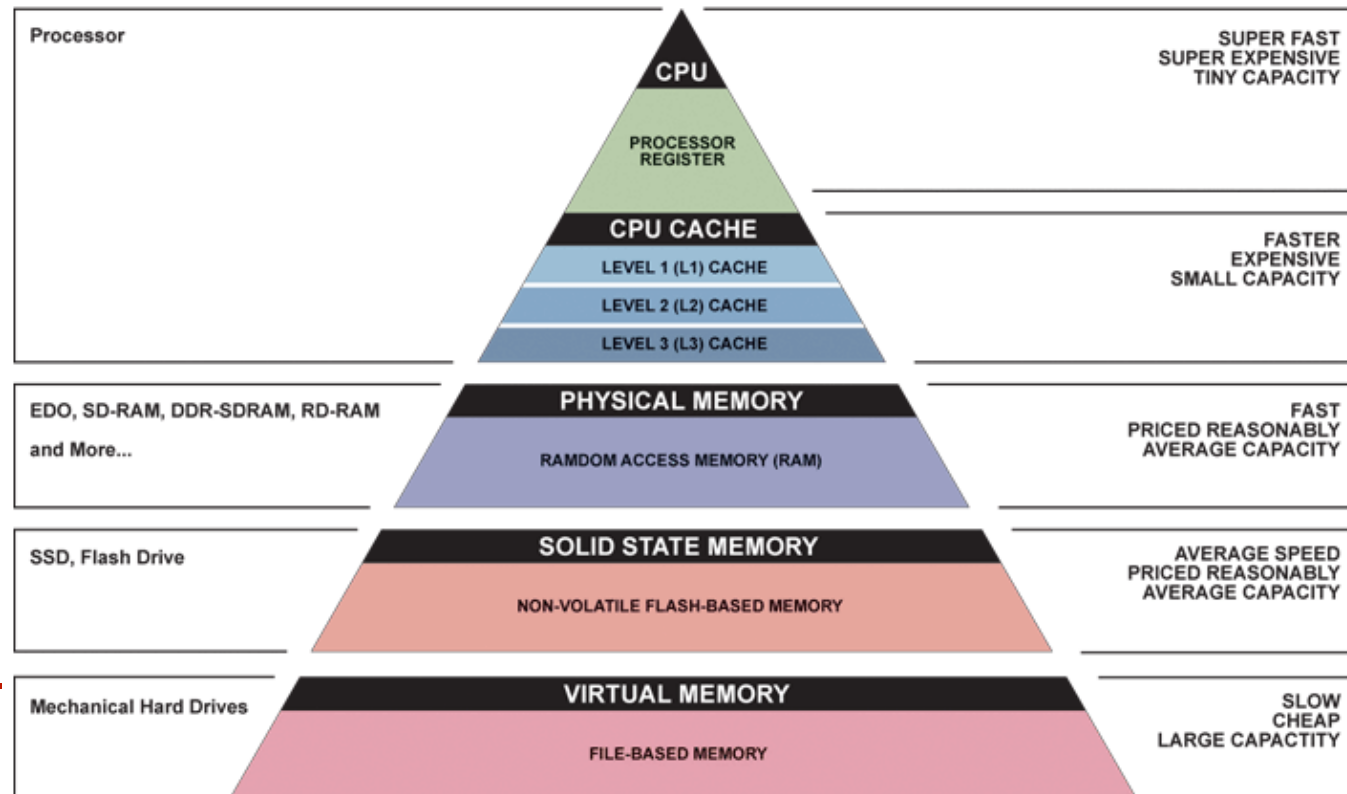 Processor
CPU
SUPER FAST
SUPER EXPENSIVE
TINY CAPACITY
PROCESSOR
REGISTER
CPU CACHE
LEVEL 1 (L1) CACHE
LEVEL 2 (L2) CACHE
LEVEL 3 (L3) CACHE
FASTER
EXPENSIVE
SMALL CAPACITY
EDO, SD-RAM, DDR-SDRAM, RD-RAM
and More...
PHYSICAL MEMORY
RAMDOM ACCESS MEMORY (RAM)
FAST
PRICED REASONABLY
AVERAGE CAPACITY
SSD, Flash Drive
SOLID STATE MEMORY
NON-VOLATILE FLASH-BASED MEMORY
AVERAGE SPEED
PRICED REASONABLY
AVERAGE CAPACITY
Mechanical Hard Drives
VIRTUAL MEMORY
FILE-BASED MEMORY
SLOW
CHEAP
LARGE CAPACTITY